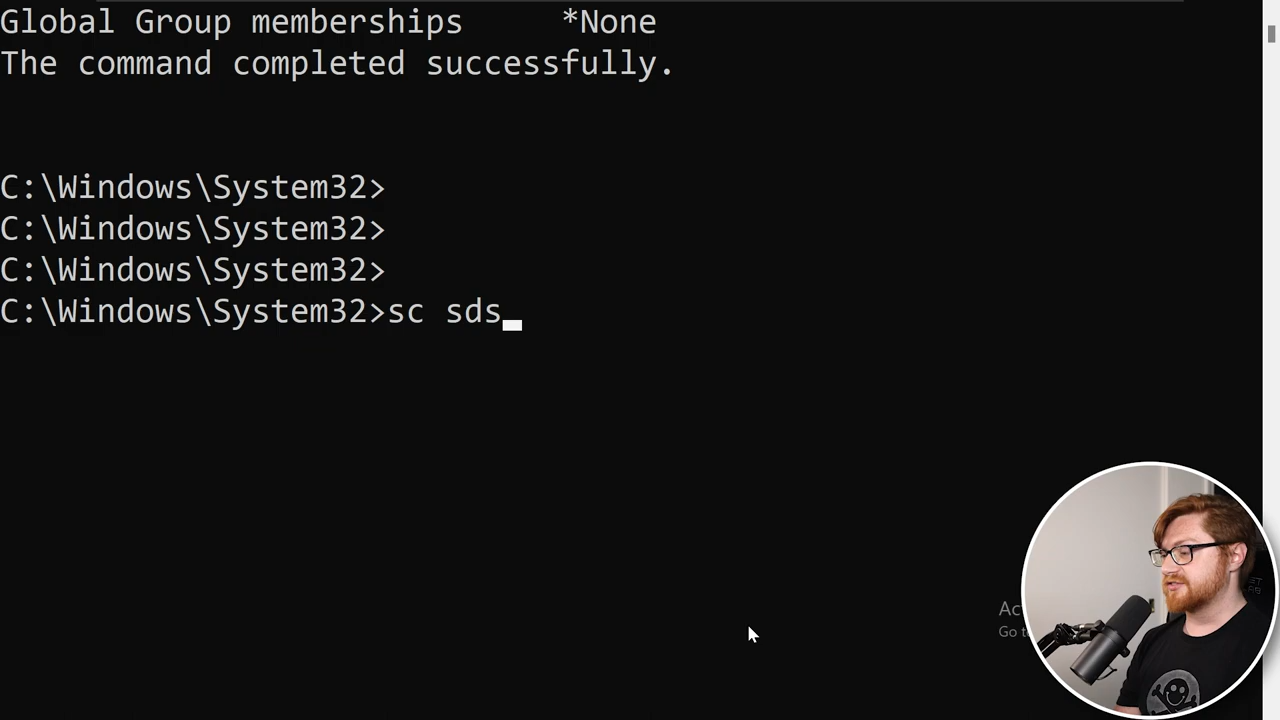 Global Group memberships     *None
The command completed successfully.
C:\Windows\System32>
C:\Windows\System32>
C:\Windows\System32>
C:\Windows\System32>sc sds